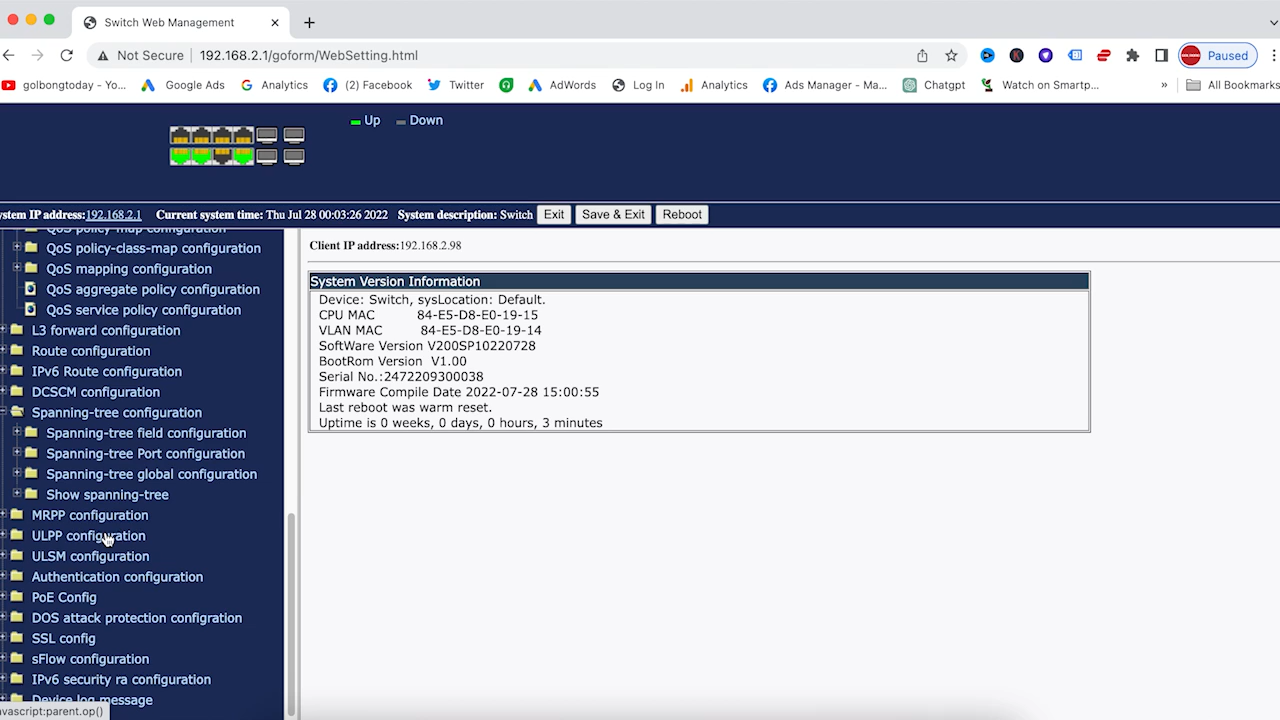 Switch Web Management
Not Secure 192.168.2.1/goform/WebSetting.html Paused
golbongtoday - Yo... Google Ads Analytics (2) Facebook Twitter AdWords Log In Analytics Ads Manager - Ma... Chatgpt Watch on Smartp... » All Bookmarks
Up Down
ystem IP address:192.168.2.1 Current system time: Thu Jul 28 00:03:26 2022 System description: Switch Exit Save & Exit Reboot
QoS policy-map configuration
QoS policy-class-map configuration
QoS mapping configuration
QoS aggregate policy configuration
QoS service policy configuration
L3 forward configuration
Route configuration
IPv6 Route configuration
DCSCM configuration
Spanning-tree configuration
Spanning-tree field configuration
Spanning-tree Port configuration
Spanning-tree global configuration
Show spanning-tree
MRPP configuration
ULPP configuration
ULSM configuration
Authentication configuration
PoE Config
DOS attack protection configration
SSL config
sFlow configuration
IPv6 security ra configuration
Device log message
avascript:parent.op()
Client IP address:192.168.2.98
System Version Information
Device: Switch, sysLocation: Default.
CPU MAC 84-E5-D8-E0-19-15
VLAN MAC 84-E5-D8-E0-19-14
SoftWare Version V200SP10220728
BootRom Version V1.00
Serial No.:2472209300038
Firmware Compile Date 2022-07-28 15:00:55
Last reboot was warm reset.
Uptime is 0 weeks, 0 days, 0 hours, 3 minutes